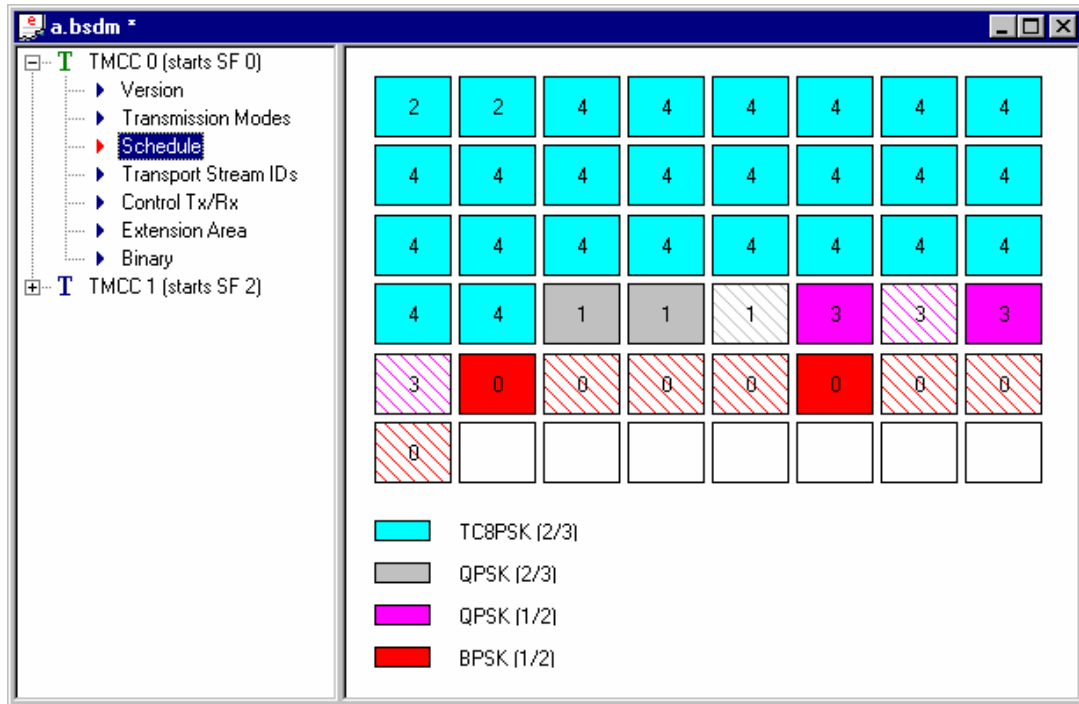 a.bsdm *
TMCC 0 (starts SF 0)
Version
Transmission Modes
Schedule
Transport Stream IDs
Control Tx/Rx
Extension Area
Binary
TMCC 1 (starts SF 2)
2 2 4 4 4 4 4 4
4 4 4 4 4 4 4 4
4 4 4 4 4 4 4 4
4 4 1 1 1 3 3 3
3 0 0 0 0 0 0 0
0
TC8PSK (2/3)
QPSK (2/3)
QPSK (1/2)
BPSK (1/2)